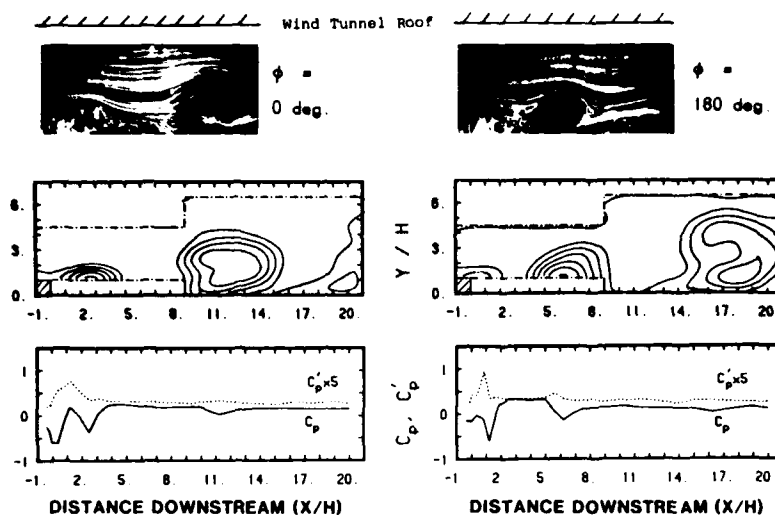 Wind Tunnel Roof
ϕ =
0 deg.
ϕ =
180 deg.
6.
3.
0.
-1. 2. 5. 8. 11. 14. 17. 20.
Y / H
6.
3.
0.
-1. 2. 5. 8. 11. 14. 17. 20.
1
0
-1
C'p×5
Cp
-1. 2. 5. 8. 11. 14. 17. 20.
DISTANCE DOWNSTREAM (X/H)
Cp, C'p
1
0
-1
C'p×5
Cp
-1. 2. 5. 8. 11. 14. 17. 20.
DISTANCE DOWNSTREAM (X/H)